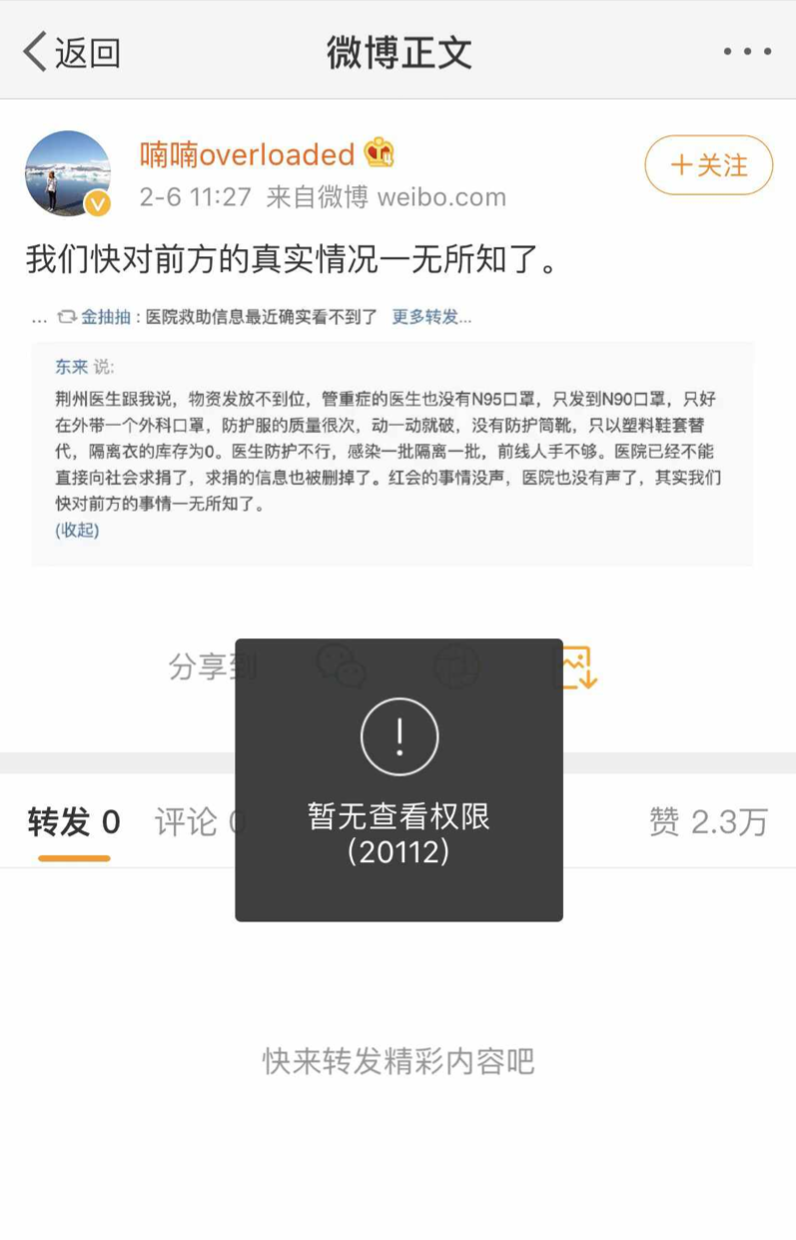 返回
微博正文
喃喃overloaded
+关注
2-6 11:27 来自微博 weibo.com
我们快对前方的真实情况一无所知了。
... 金抽抽：医院救助信息最近确实看不到了 更多转发...
东来 说:
荆州医生跟我说，物资发放不到位，管重症的医生也没有N95口罩，只发到N90口罩，只好
在外带一个外科口罩，防护服的质量很次，动一动就破，没有防护筒靴，只以塑料鞋套替
代，隔离衣的库存为0。医生防护不行，感染一批隔离一批，前线人手不够。医院已经不能
直接向社会求捐了，求捐的信息也被删掉了。红会的事情没声，医院也没有声了，其实我们
快对前方的事情一无所知了。
(收起)
分享到
暂无查看权限
(20112)
转发 0 评论 0 赞 2.3万
快来转发精彩内容吧